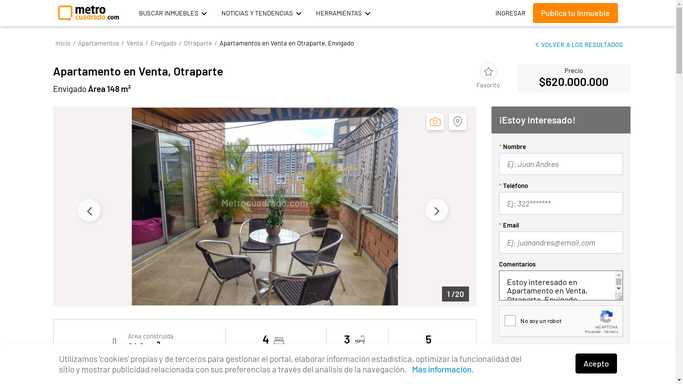 metro
cuadrado.com
BUSCAR INMUEBLES
NOTICIAS Y TENDENCIAS
HERRAMIENTAS
INGRESAR
Publica tu Inmueble
Inicio / Apartamentos / Venta / Envigado / Otraparte / Apartamentos en Venta en Otraparte, Envigado
VOLVER A LOS RESULTADOS
Apartamento en Venta, Otraparte
Envigado Área 148 m²
Favorito
Precio
$620.000.000
Metrocuadrado.com
1 / 20
¡Estoy Interesado!
* Nombre
Ej: Juan Andres
* Teléfono
Ej: 322*******
* Email
Ej: juanandres@email.com
Comentarios
Estoy interesado en
Apartamento en Venta,
Otraparte, Envigado
No soy un robot
reCAPTCHA
Privacidad - Términos
Área construida
4
3
5
Utilizamos 'cookies' propias y de terceros para gestionar el portal, elaborar información estadística, optimizar la funcionalidad del
sitio y mostrar publicidad relacionada con sus preferencias a través del análisis de la navegación. Más información.
Acepto